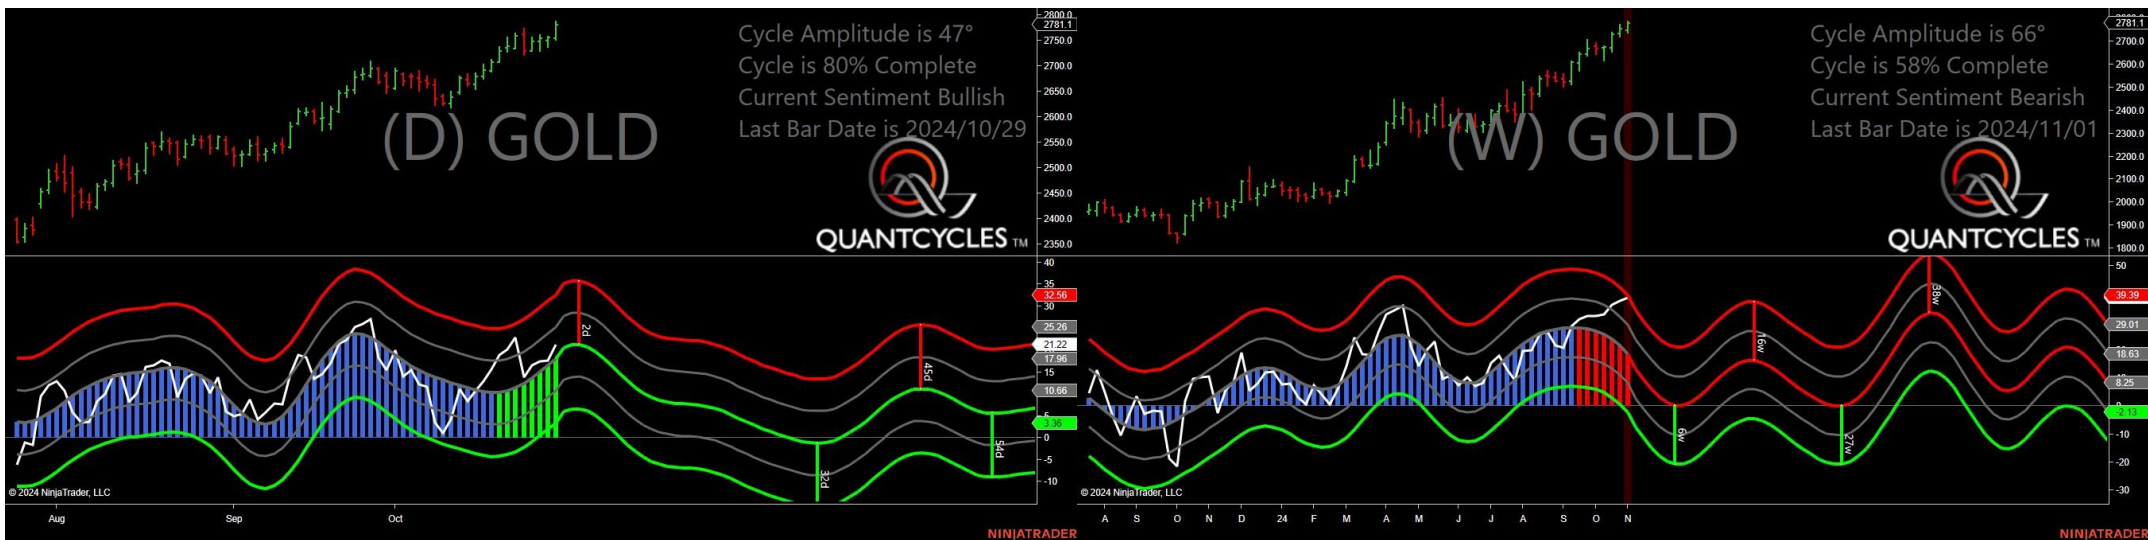 Cycle Amplitude is 47°
Cycle is 80% Complete
Current Sentiment Bullish
Last Bar Date is 2024/10/29
(D) GOLD
QUANTCYCLES TM
2800.0
2781.1
2750.0
2700.0
2650.0
2600.0
2550.0
2500.0
2450.0
2400.0
2350.0
40
35
32.56
30
25.26
21.22
17.96
15
10.66
5
3.36
0
-5
-10
2d
32d
45d
54d
© 2024 NinjaTrader, LLC
Aug
Sep
Oct
NINJATRADER
Cycle Amplitude is 66°
Cycle is 58% Complete
Current Sentiment Bearish
Last Bar Date is 2024/11/01
(W) GOLD
QUANTCYCLES TM
2781.1
2700.0
2600.0
2500.0
2400.0
2300.0
2200.0
2100.0
2000.0
1900.0
1800.0
50
39.39
29.01
18.63
8.25
0
-2.13
-10
-20
-30
6w
16w
27w
38w
© 2024 NinjaTrader, LLC
A S O N D 24 F M A M J J A S O N
NINJATRADER